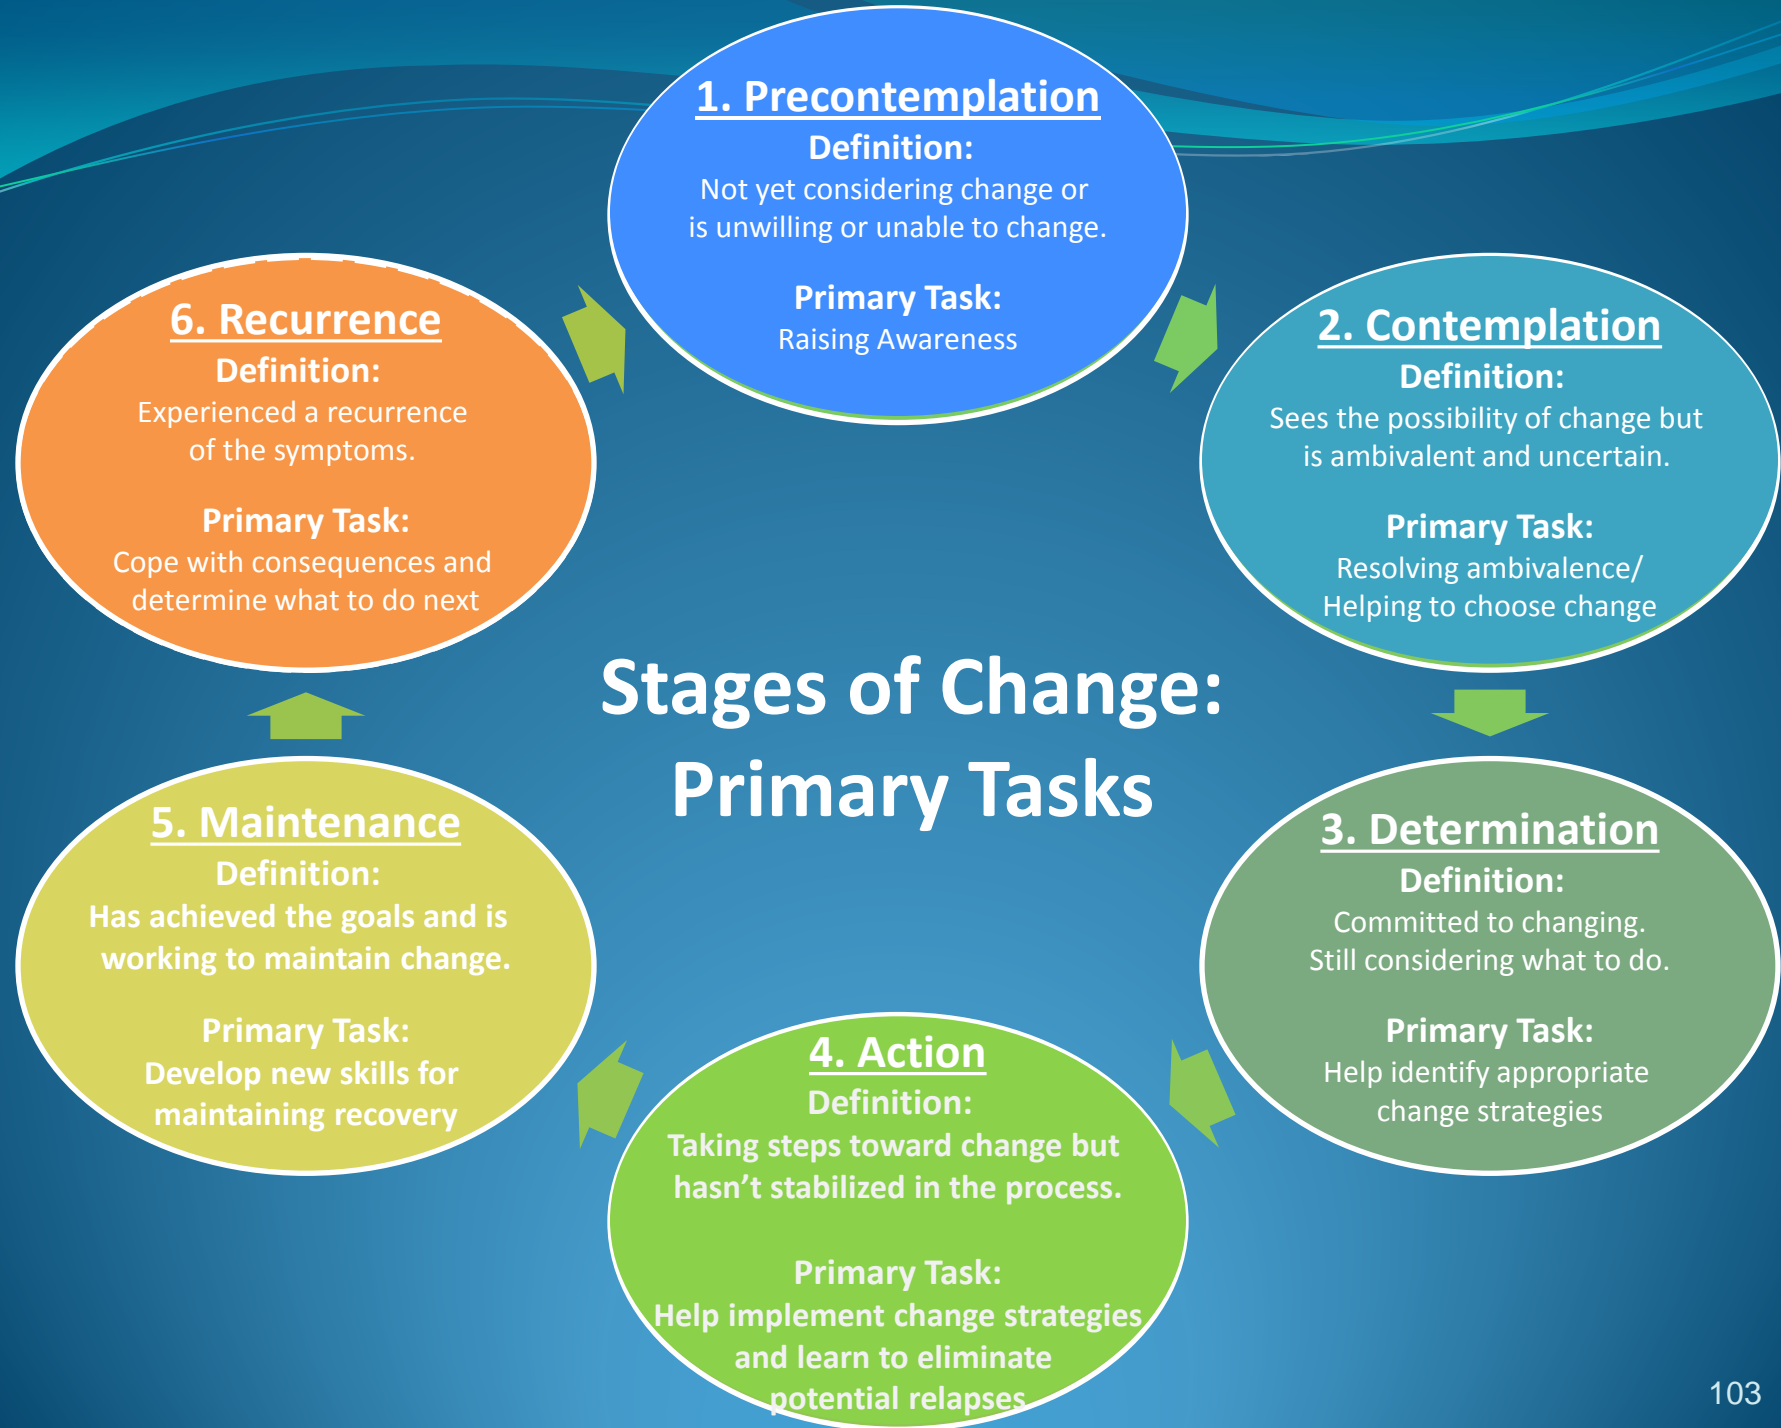 1. Precontemplation
Definition:
Not yet considering change or
is unwilling or unable to change.
Primary Task:
Raising Awareness
2. Contemplation
Definition:
Sees the possibility of change but
is ambivalent and uncertain.
Primary Task:
Resolving ambivalence/
Helping to choose change
3. Determination
Definition:
Committed to changing.
Still considering what to do.
Primary Task:
Help identify appropriate
change strategies
4. Action
Definition:
Taking steps toward change but
hasn’t stabilized in the process.
Primary Task:
Help implement change strategies
and learn to eliminate
potential relapses
5. Maintenance
Definition:
Has achieved the goals and is
working to maintain change.
Primary Task:
Develop new skills for
maintaining recovery
6. Recurrence
Definition:
Experienced a recurrence
of the symptoms.
Primary Task:
Cope with consequences and
determine what to do next
Stages of Change:
Primary Tasks
103